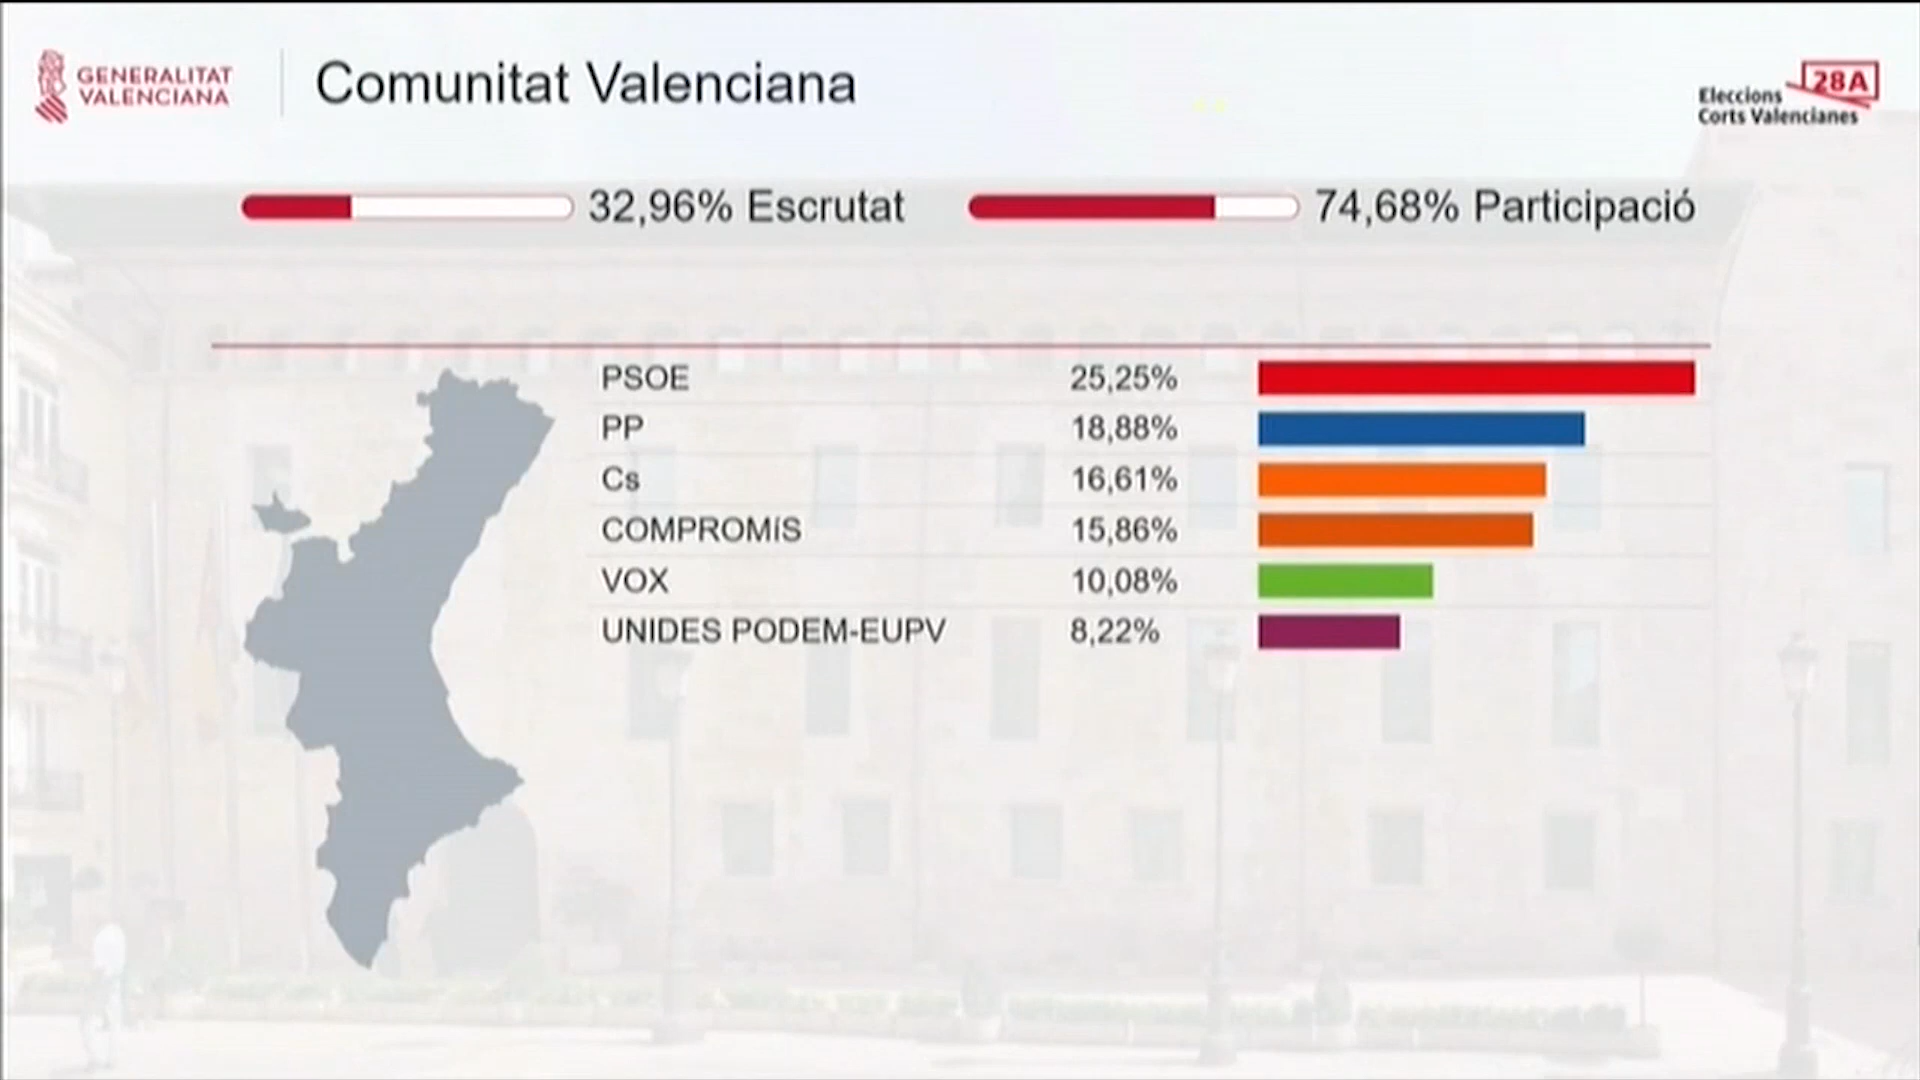 GENERALITAT
VALENCIANA
Comunitat Valenciana
28A
Eleccions
Corts Valencianes
32,96% Escrutat
74,68% Participació
PSOE 25,25%
PP 18,88%
Cs 16,61%
COMPROMíS 15,86%
VOX 10,08%
UNIDES PODEM-EUPV 8,22%